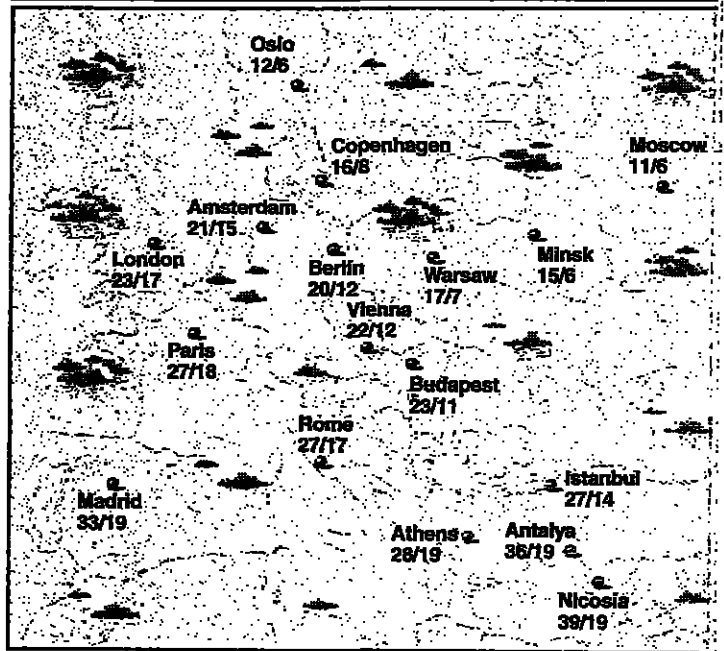 Oslo
12/6
Copenhagen
16/8
Moscow
11/6
Amsterdam
21/15
London
23/17
Berlin
20/12
Warsaw
17/7
Minsk
15/6
Vienna
22/12
Paris
27/18
Budapest
23/11
Rome
27/17
Madrid
33/19
Istanbul
27/14
Athens
28/19
Antalya
36/19
Nicosia
39/19